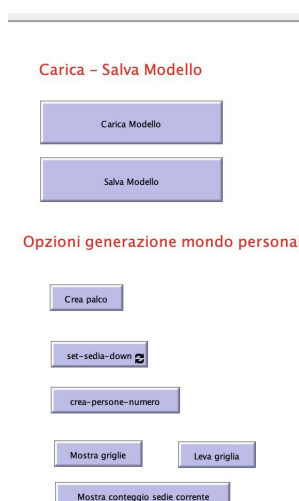 Carica – Salva Modello
Carica Modello
Salva Modello
Opzioni generazione mondo personal
Crea palco
set-sedia-down
crea-persone-numero
Mostra griglie
Leva griglia
Mostra conteggio sedie corrente